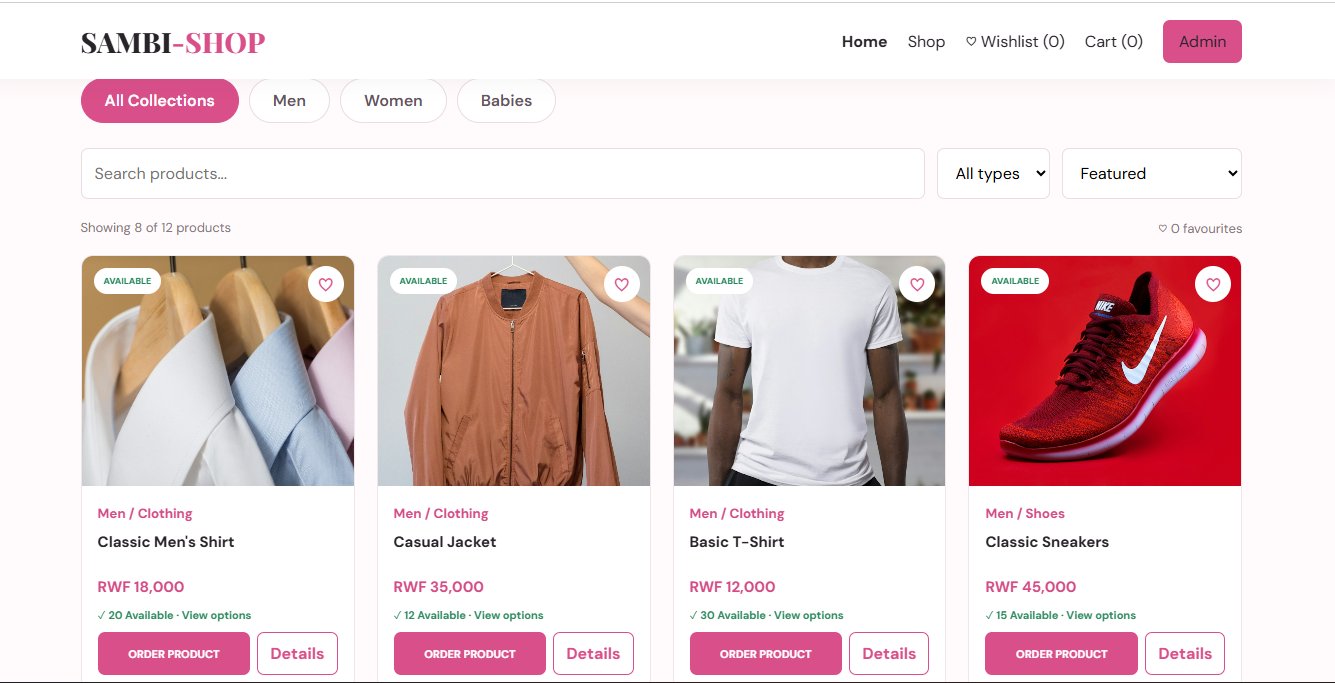 SAMBI-SHOP
Home Shop ♡ Wishlist (0) Cart (0) Admin
All Collections Men Women Babies
Search products... All types Featured
Showing 8 of 12 products ♡ 0 favourites
AVAILABLE AVAILABLE AVAILABLE AVAILABLE
NIKE
Men / Clothing Men / Clothing Men / Clothing Men / Shoes
Classic Men's Shirt Casual Jacket Basic T-Shirt Classic Sneakers
RWF 18,000 RWF 35,000 RWF 12,000 RWF 45,000
✓ 20 Available · View options ✓ 12 Available · View options ✓ 30 Available · View options ✓ 15 Available · View options
ORDER PRODUCT Details ORDER PRODUCT Details ORDER PRODUCT Details ORDER PRODUCT Details